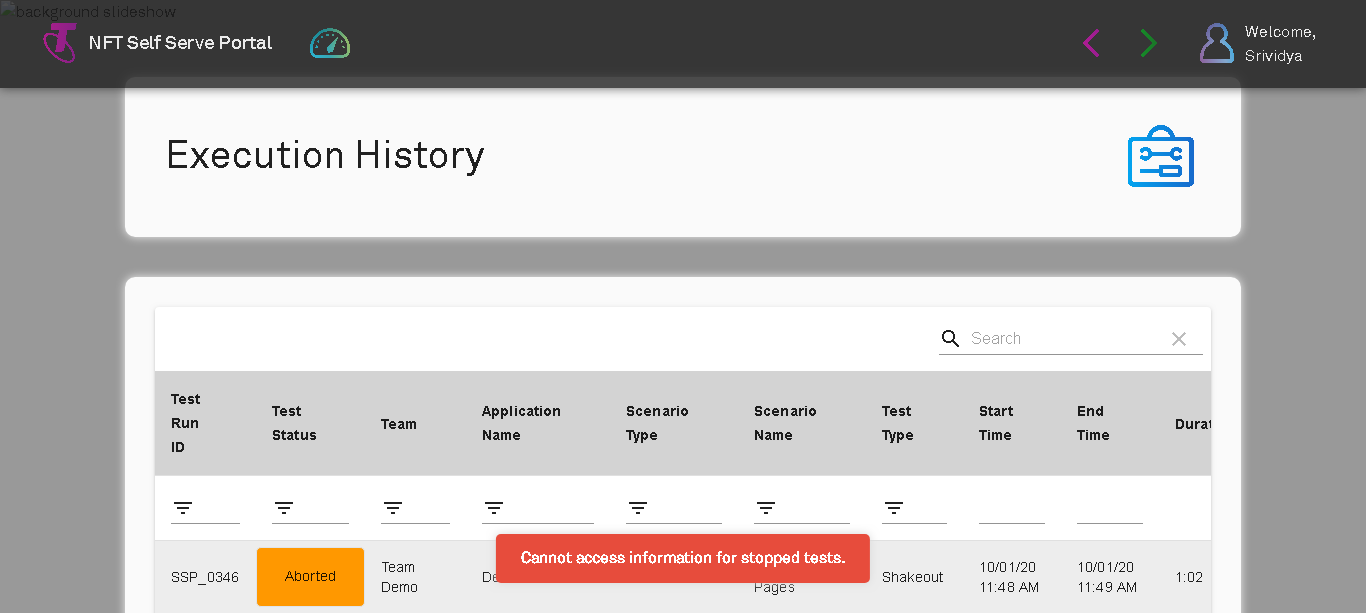 background slideshow
NFT Self Serve Portal
Welcome,
Srividya
Execution History
Search
Test
Run
ID
Test
Status
Team
Application
Name
Scenario
Type
Scenario
Name
Test
Type
Start
Time
End
Time
Durat
SSP_0346
Aborted
Team
Demo
De
Pages
Shakeout
10/01/20
11:48 AM
10/01/20
11:49 AM
1:02
Cannot access information for stopped tests.